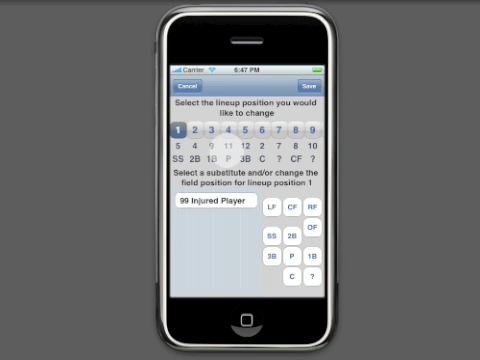 Carrier 6:47 PM
Cancel Save
Select the lineup position you would
like to change
1 2 3 4 5 6 7 8 9
5 4 9 11 12 2 7 8 10
SS 2B 1B P 3B C ? CF ?
Select a substitute and/or change the
field position for lineup position 1
99 Injured Player
LF CF RF
OF
SS 2B
3B P 1B
C ?